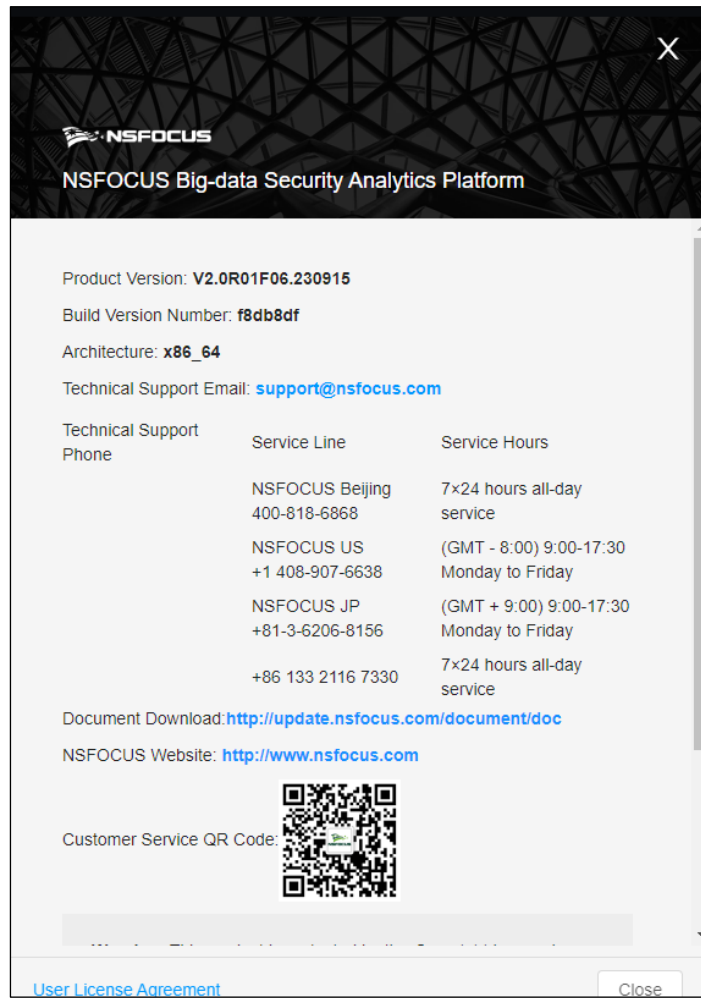 X
NSFOCUS
NSFOCUS Big-data Security Analytics Platform
Product Version: V2.0R01F06.230915
Build Version Number: f8db8df
Architecture: x86_64
Technical Support Email: support@nsfocus.com
Technical Support Phone
Service Line
Service Hours
NSFOCUS Beijing
400-818-6868
7×24 hours all-day
service
NSFOCUS US
+1 408-907-6638
(GMT - 8:00) 9:00-17:30
Monday to Friday
NSFOCUS JP
+81-3-6206-8156
(GMT + 9:00) 9:00-17:30
Monday to Friday
+86 133 2116 7330
7×24 hours all-day
service
Document Download:http://update.nsfocus.com/document/doc
NSFOCUS Website: http://www.nsfocus.com
Customer Service QR Code:
User License Agreement
Close